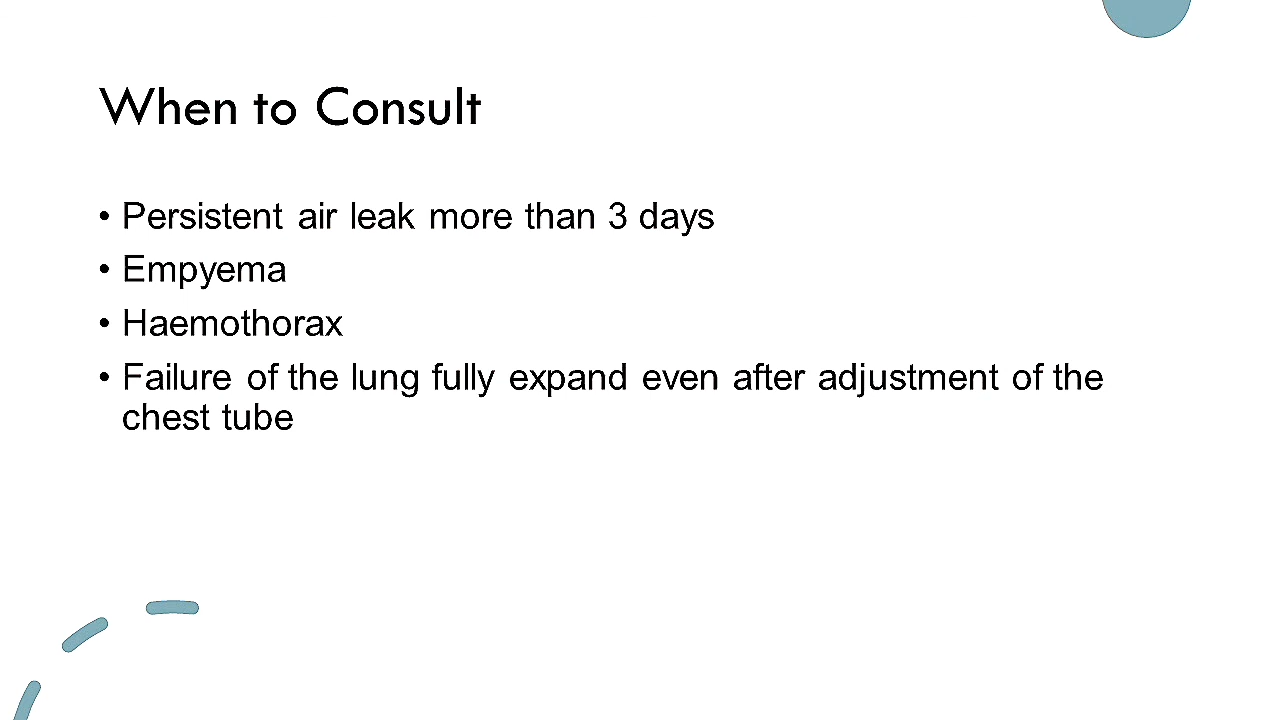 When to Consult
• Persistent air leak more than 3 days
• Empyema
• Haemothorax
• Failure of the lung fully expand even after adjustment of the
chest tube